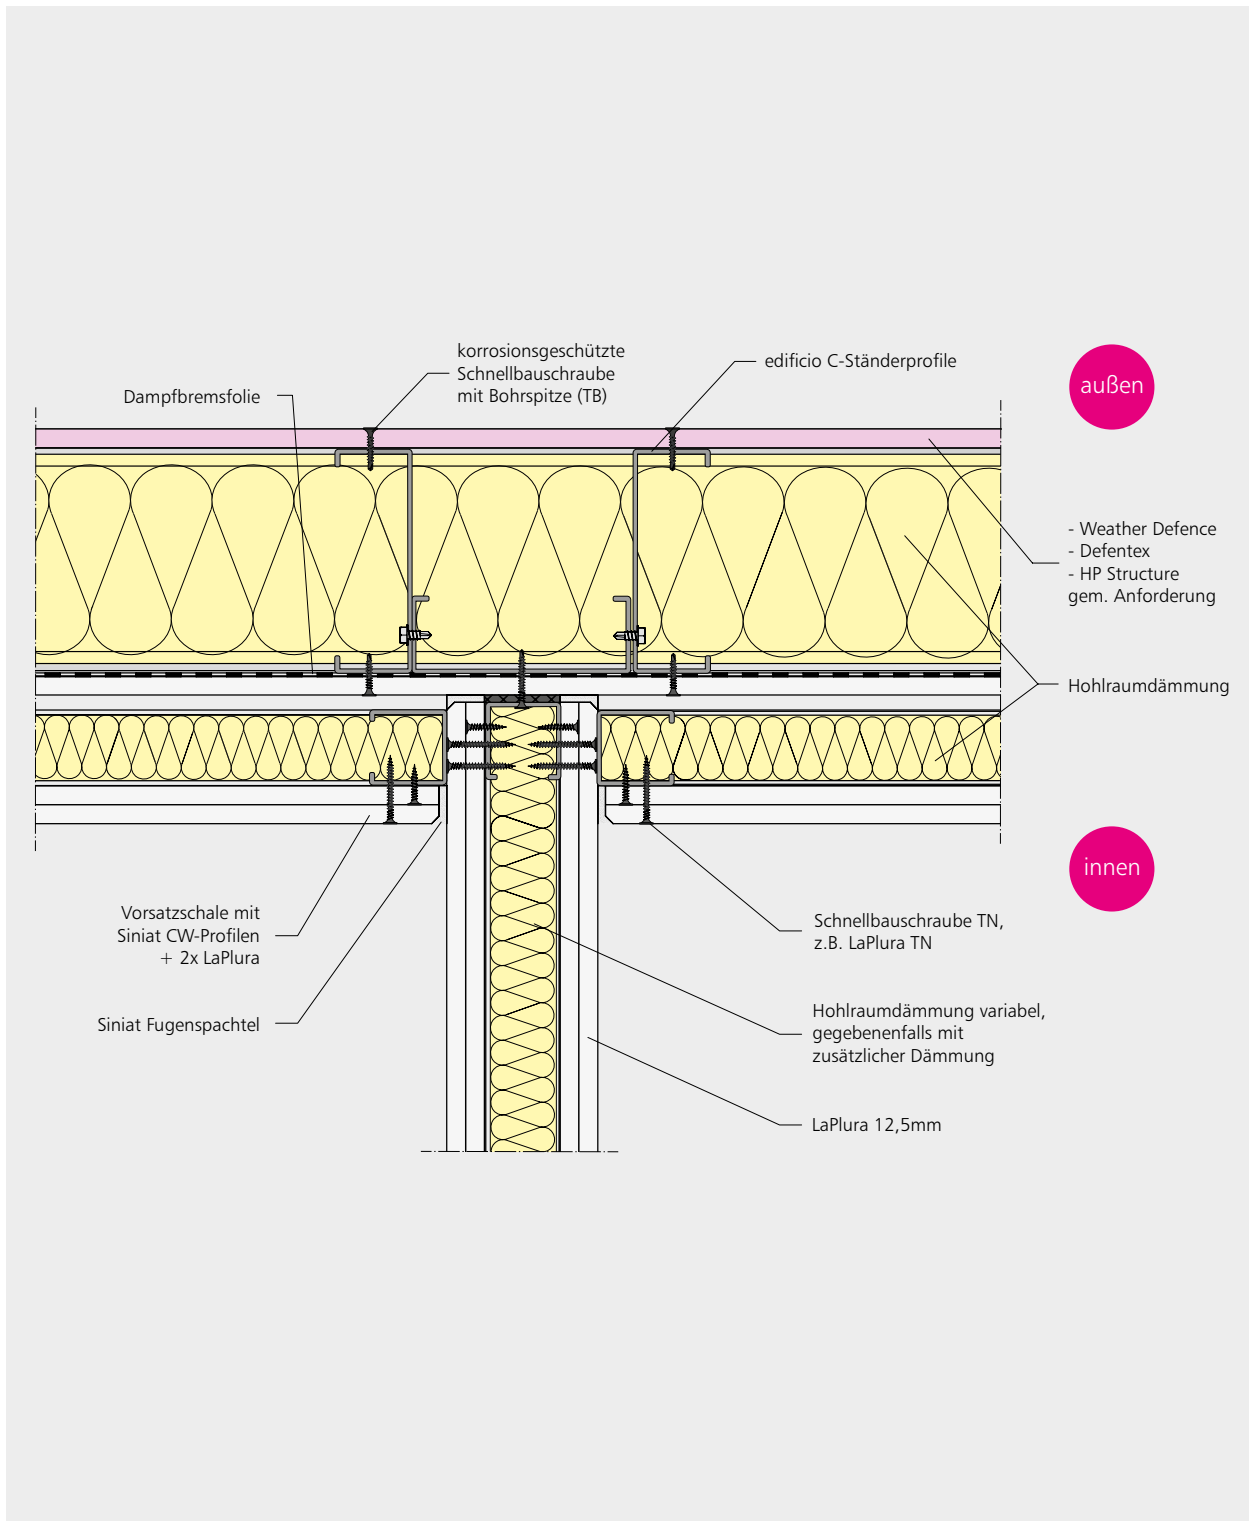 korrosionsgeschützte
Schnellbauschraube
mit Bohrspitze (TB)
edificio C-Ständerprofile
außen
Dampfbremsfolie
- Weather Defence
- Defentex
- HP Structure
gem. Anforderung
Hohlraumdämmung
innen
Vorsatzschale mit
Siniat CW-Profilen
+ 2x LaPlura
Schnellbauschraube TN,
z.B. LaPlura TN
Siniat Fugenspachtel
Hohlraumdämmung variabel,
gegebenenfalls mit
zusätzlicher Dämmung
LaPlura 12,5mm